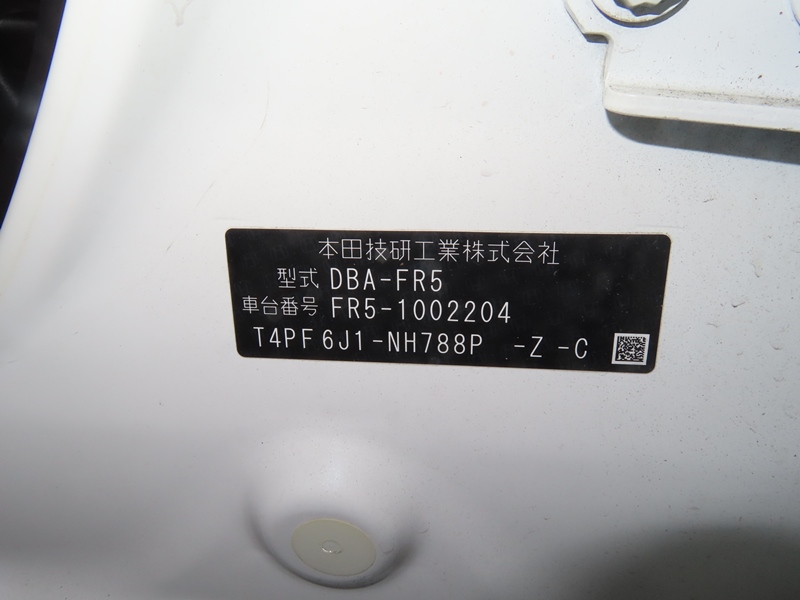 本田技研工業株式会社
型式 DBA-FR5
車台番号 FR5-1002204
T4PF6J1-NH788P -Z -C